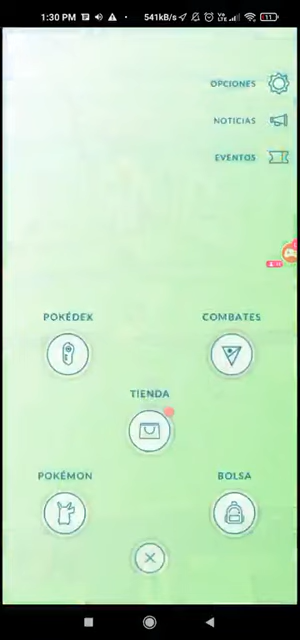 1:30 PM 541kB/s
OPCIONES
NOTICIAS
EVENTOS
POKÉDEX
COMBATES
TIENDA
POKÉMON
BOLSA